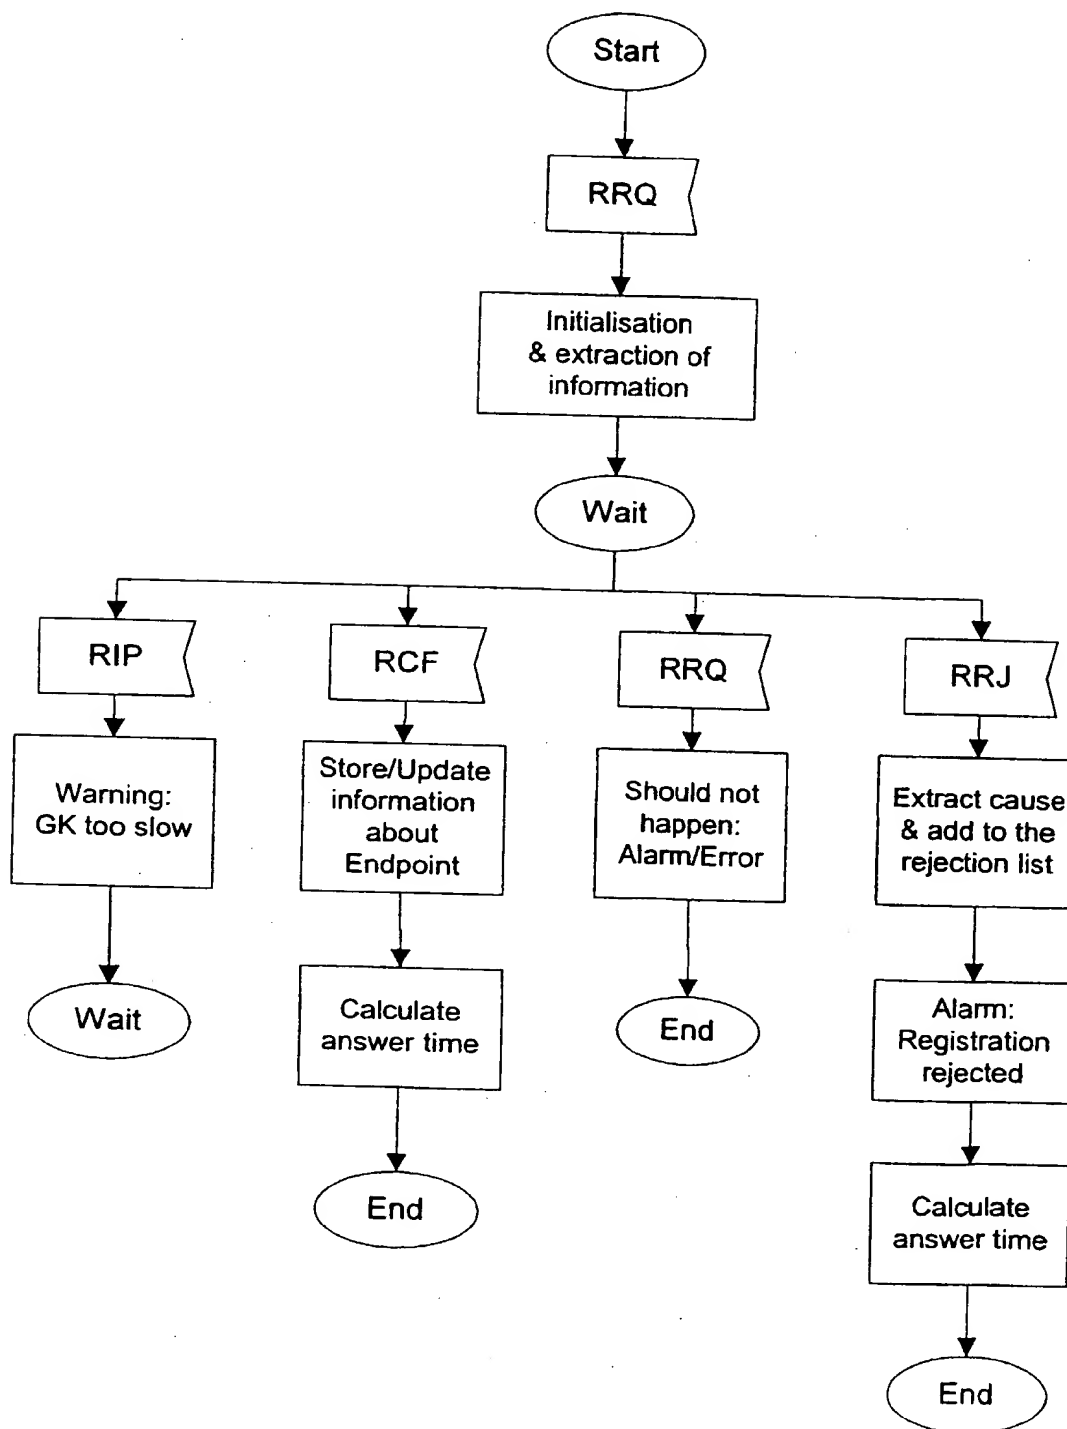 Start
RRQ
Initialisation
& extraction of
information
Wait
RIP
RCF
RRQ
RRJ
Warning:
GK too slow
Store/Update
information
about
Endpoint
Should not
happen:
Alarm/Error
Extract cause
& add to the
rejection list
Wait
Calculate
answer time
End
Alarm:
Registration
rejected
End
Calculate
answer time
End